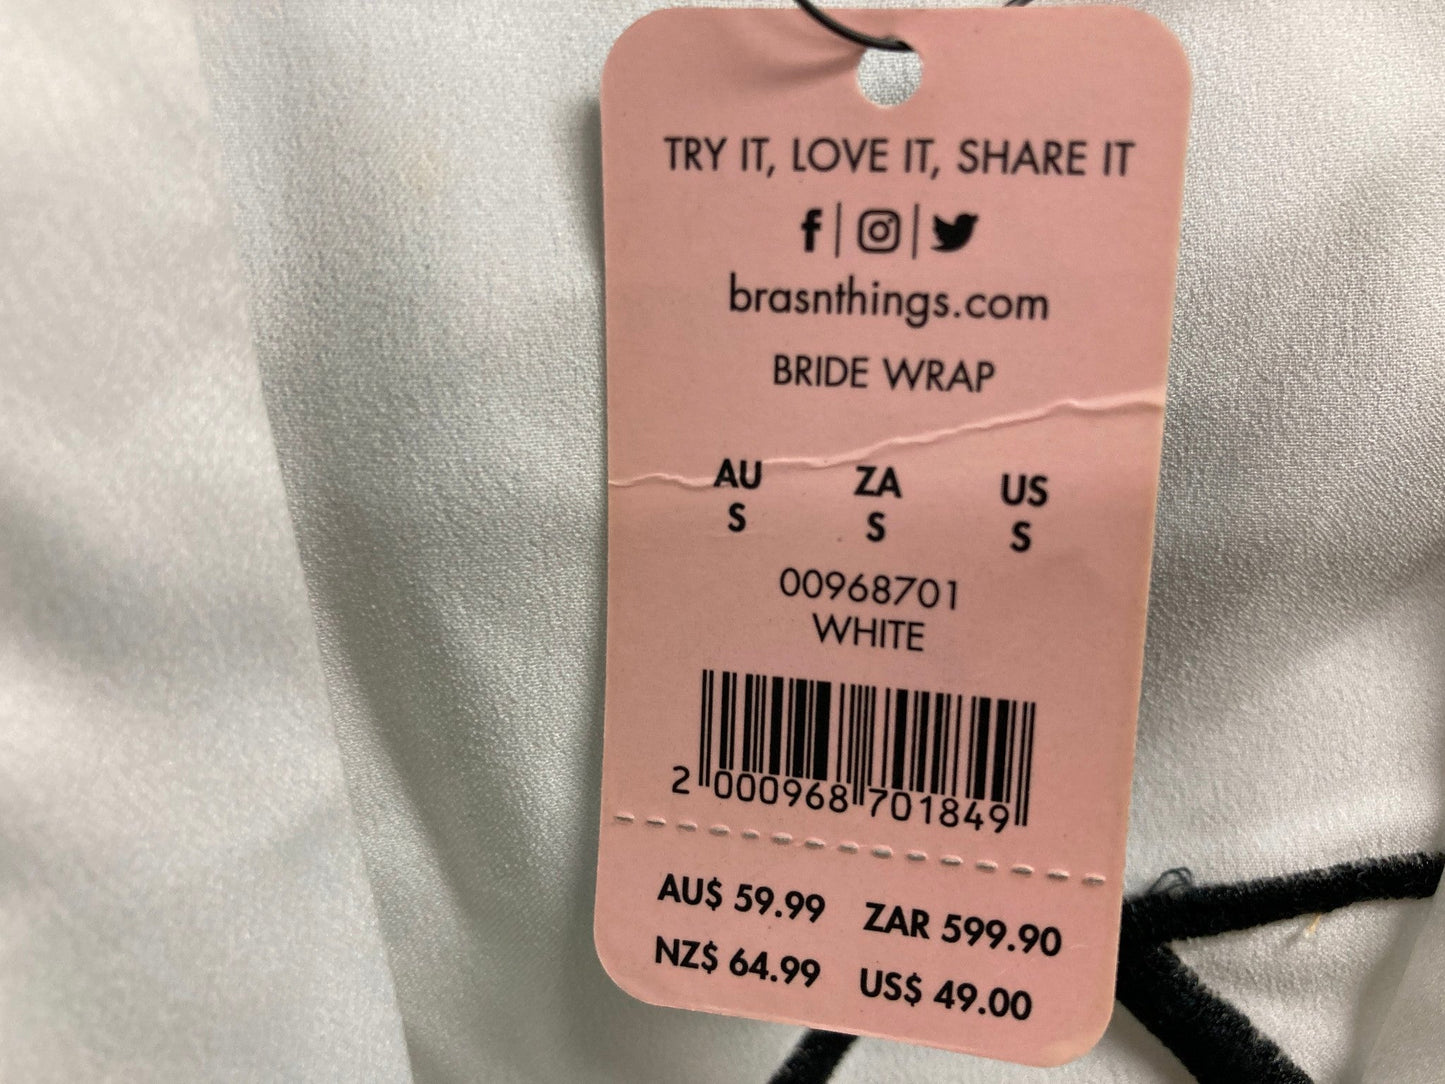 TRY IT, LOVE IT, SHARE IT
brasnthings.com
BRIDE WRAP
AU ZA US
S S S
00968701
WHITE
2 000968 701849
AU$ 59.99 ZAR 599.90
NZ$ 64.99 US$ 49.00